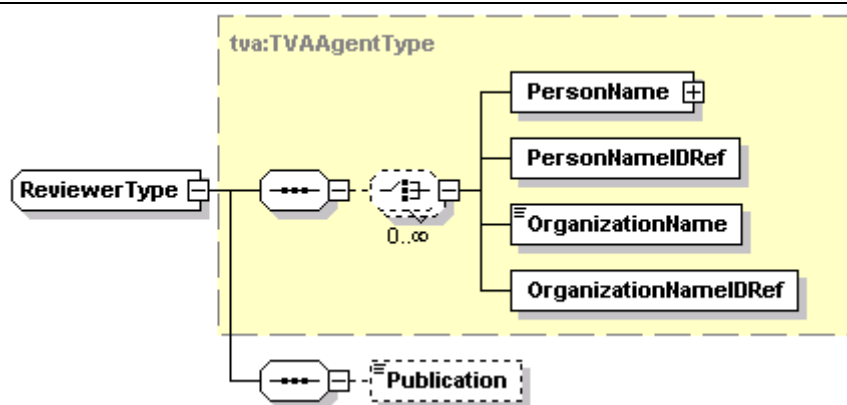 tva:TVAAgentType
PersonName
PersonNameIDRef
ReviewerType
OrganizationName
0..∞
OrganizationNameIDRef
Publication